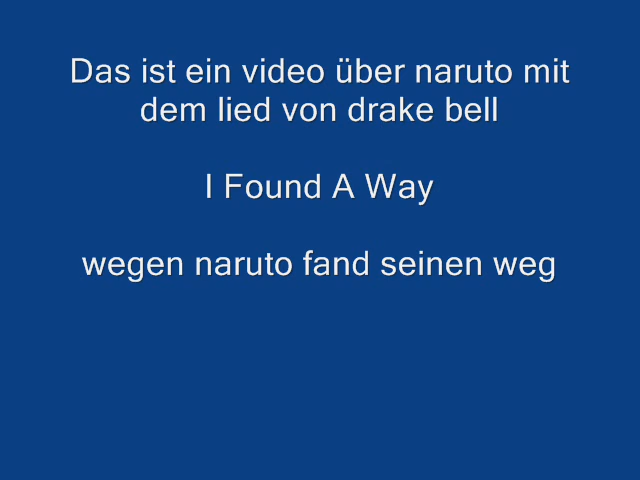 Das ist ein video über naruto mit
dem lied von drake bell
I Found A Way
wegen naruto fand seinen weg